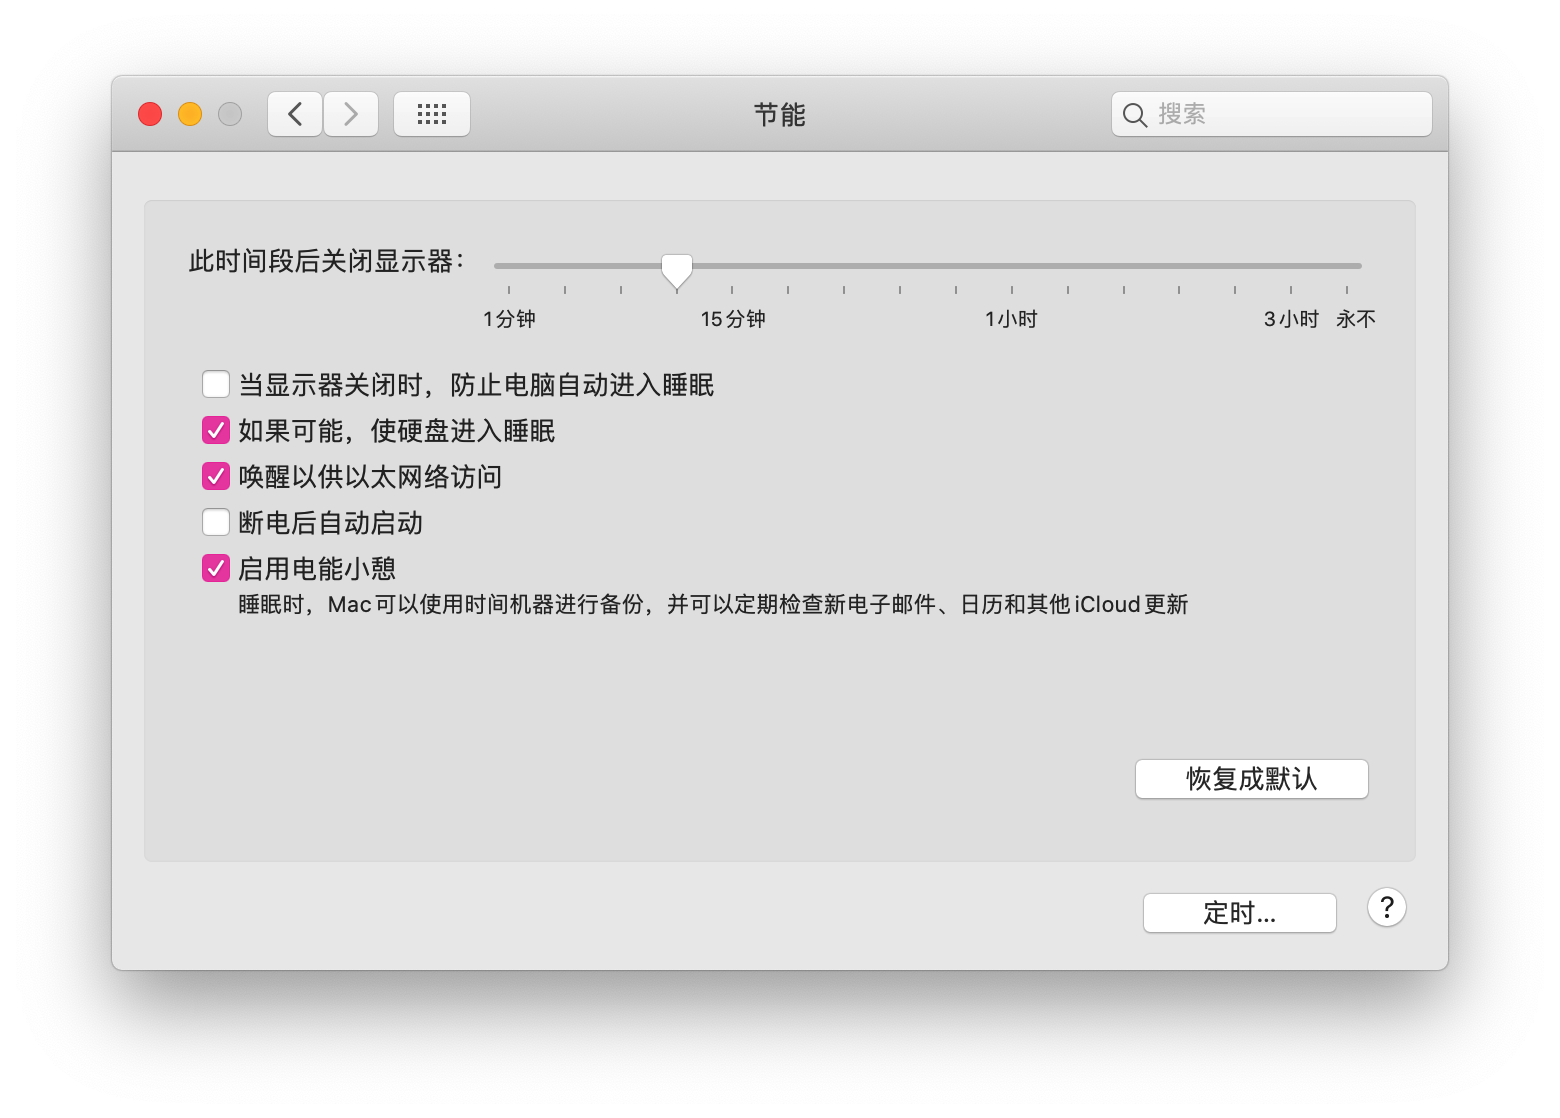 节能
搜索
此时间段后关闭显示器：
1分钟 15分钟 1小时 3小时 永不
当显示器关闭时，防止电脑自动进入睡眠
如果可能，使硬盘进入睡眠
唤醒以供以太网络访问
断电后自动启动
启用电能小憩
睡眠时，Mac可以使用时间机器进行备份，并可以定期检查新电子邮件、日历和其他iCloud更新
恢复成默认
定时...
?